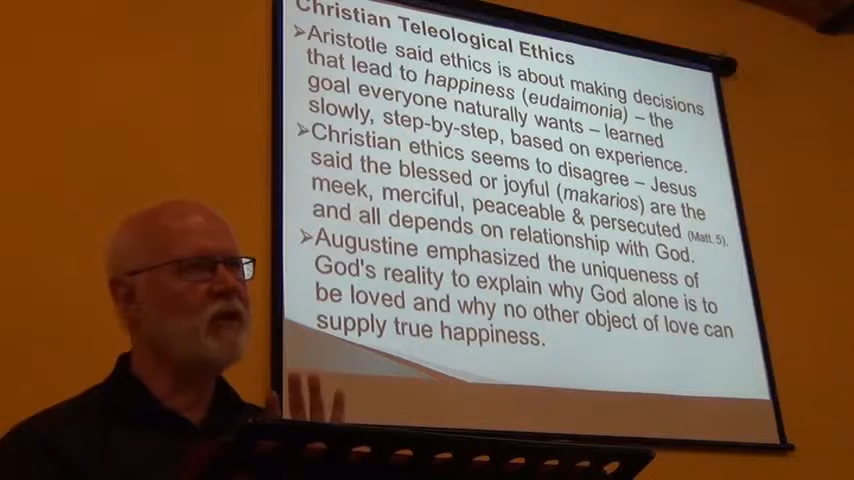 Christian Teleological Ethics
➢Aristotle said ethics is about making decisions
that lead to happiness (eudaimonia) – the
goal everyone naturally wants – learned
slowly, step-by-step, based on experience.
➢Christian ethics seems to disagree – Jesus
said the blessed or joyful (makarios) are the
meek, merciful, peaceable & persecuted (Matt. 5).
and all depends on relationship with God.
➢Augustine emphasized the uniqueness of
God's reality to explain why God alone is to
be loved and why no other object of love can
supply true happiness.